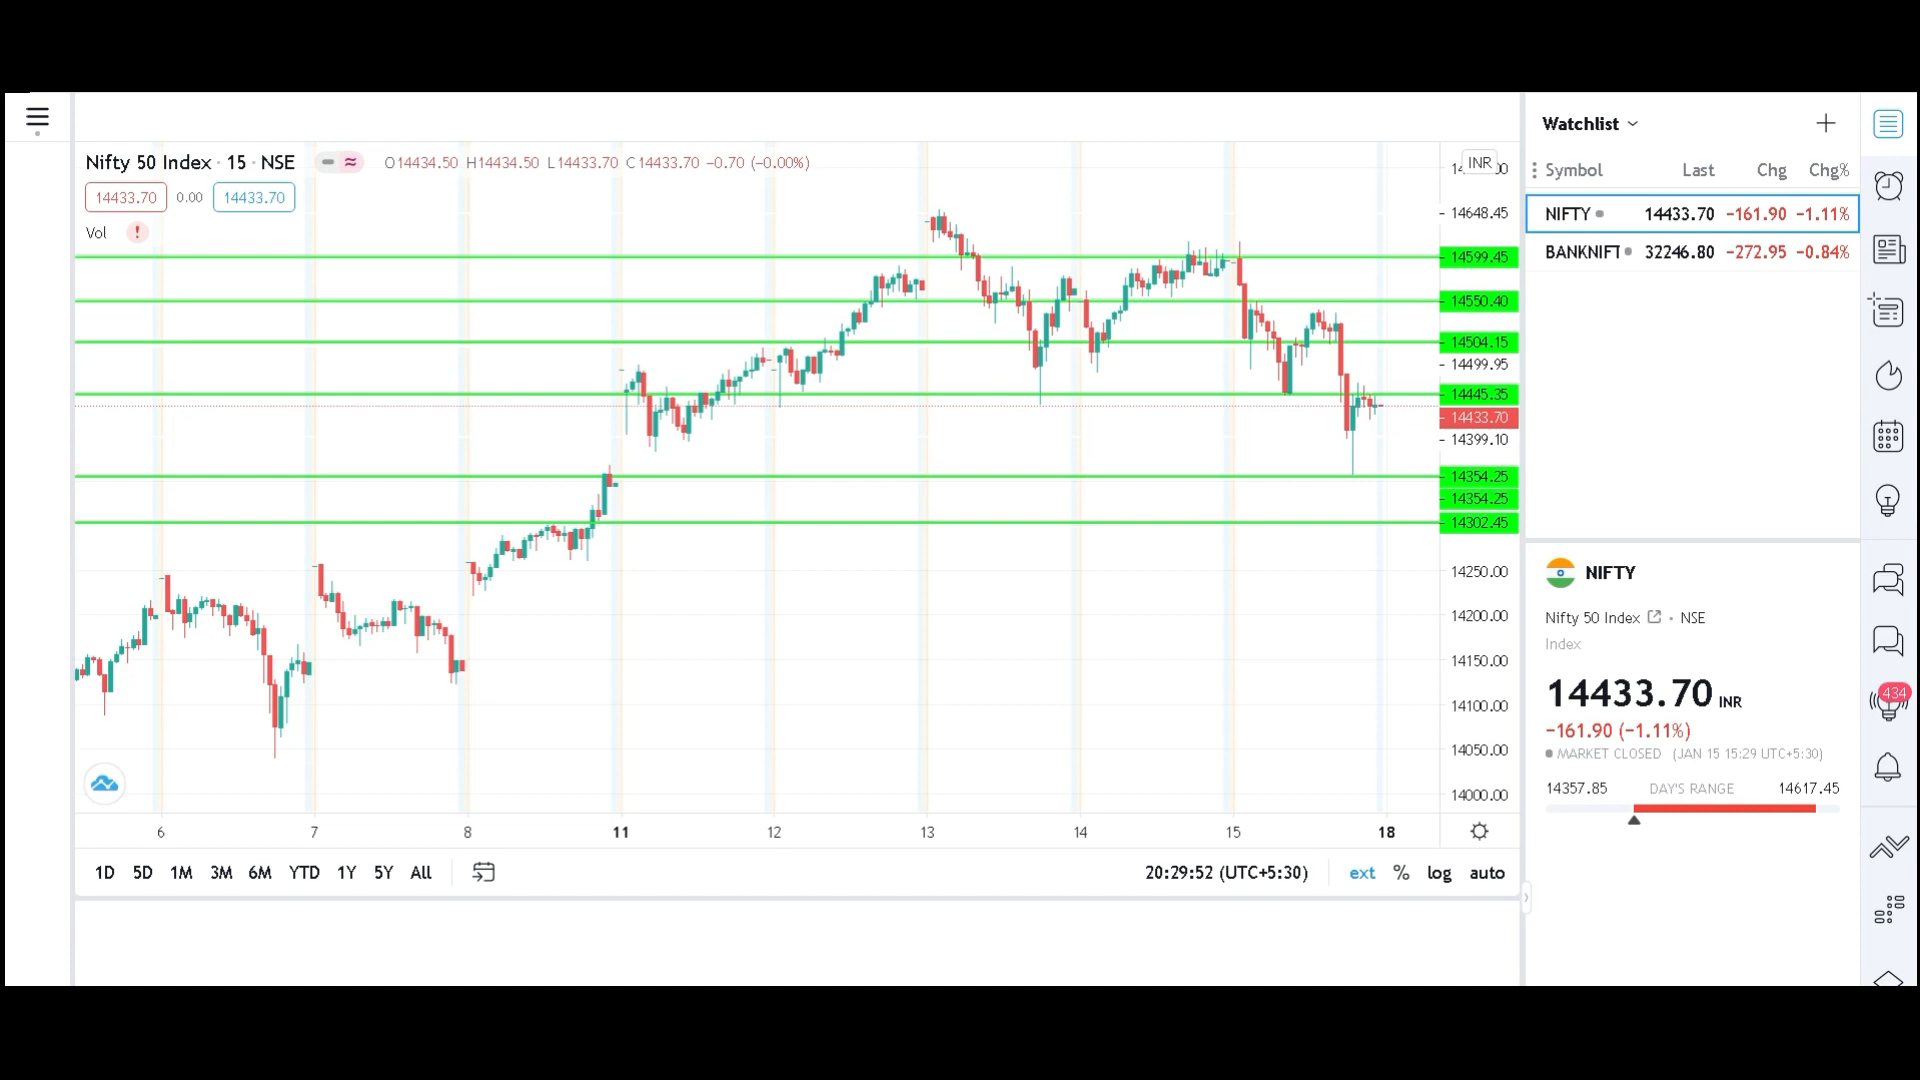 Watchlist
Nifty 50 Index · 15 · NSE O14434.50 H14434.50 L14433.70 C14433.70 −0.70 (−0.00%)
INR
Symbol Last Chg Chg%
14433.70 0.00 14433.70
NIFTY 14433.70 −161.90 −1.11%
Vol !
BANKNIFT 32246.80 −272.95 −0.84%
14648.45
14599.45
14550.40
14504.15
14499.95
14445.35
14433.70
14399.10
14354.25
14354.25
14302.45
14250.00
14200.00
14150.00
14100.00
14050.00
14000.00
NIFTY
Nifty 50 Index • NSE
Index
14433.70 INR
−161.90 (−1.11%)
MARKET CLOSED (JAN 15 15:29 UTC+5:30)
14357.85 DAY'S RANGE 14617.45
434
6 7 8 11 12 13 14 15 18
1D 5D 1M 3M 6M YTD 1Y 5Y All 20:29:52 (UTC+5:30) ext % log auto